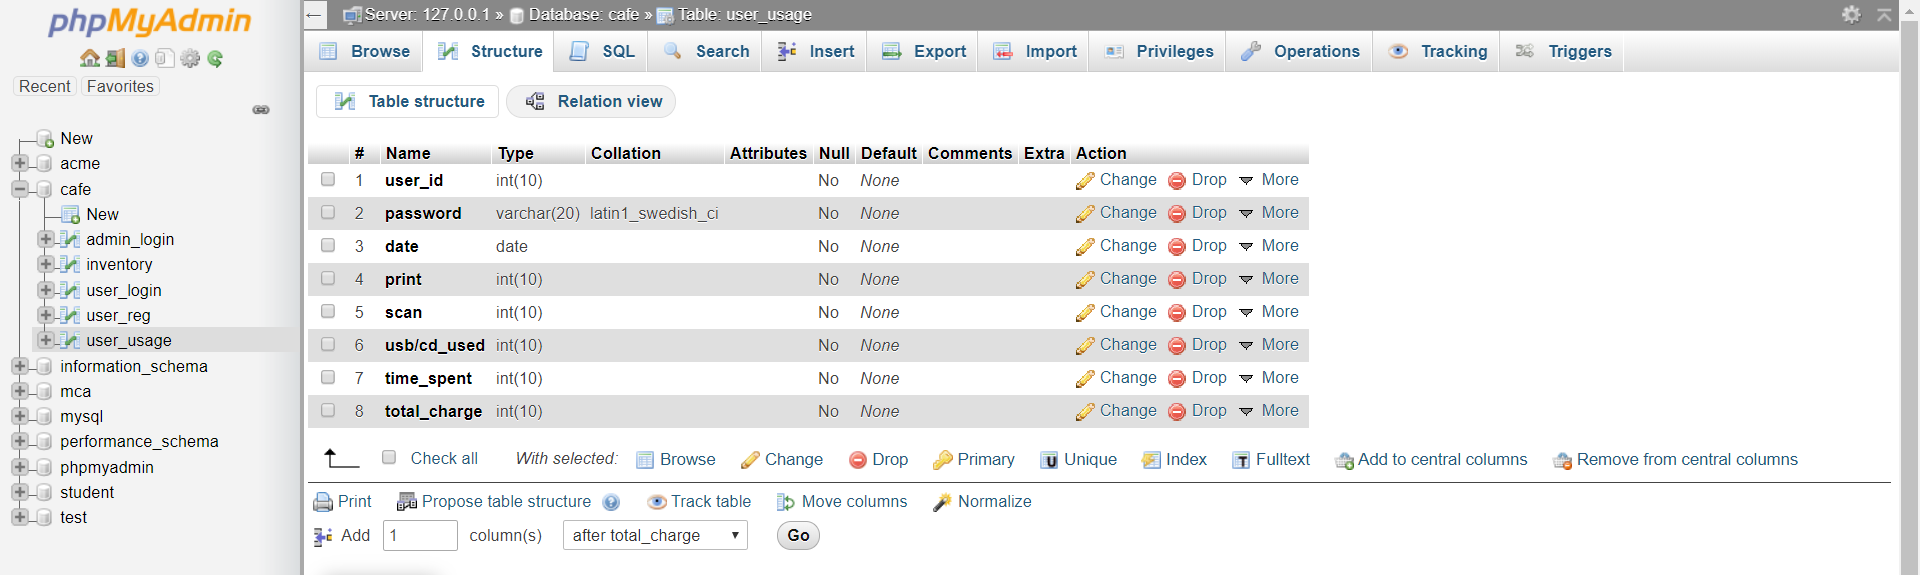 phpMyAdmin
Recent Favorites
New
acme
cafe
New
admin_login
inventory
user_login
user_reg
user_usage
information_schema
mca
mysql
performance_schema
phpmyadmin
student
test
Server: 127.0.0.1 » Database: cafe » Table: user_usage
Browse Structure SQL Search Insert Export Import Privileges Operations Tracking Triggers
Table structure Relation view
# Name Type Collation Attributes Null Default Comments Extra Action
1 user_id int(10) No None Change Drop More
2 password varchar(20) latin1_swedish_ci No None Change Drop More
3 date date No None Change Drop More
4 print int(10) No None Change Drop More
5 scan int(10) No None Change Drop More
6 usb/cd_used int(10) No None Change Drop More
7 time_spent int(10) No None Change Drop More
8 total_charge int(10) No None Change Drop More
Check all With selected: Browse Change Drop Primary Unique Index Fulltext Add to central columns Remove from central columns
Print Propose table structure Track table Move columns Normalize
Add 1 column(s) after total_charge Go